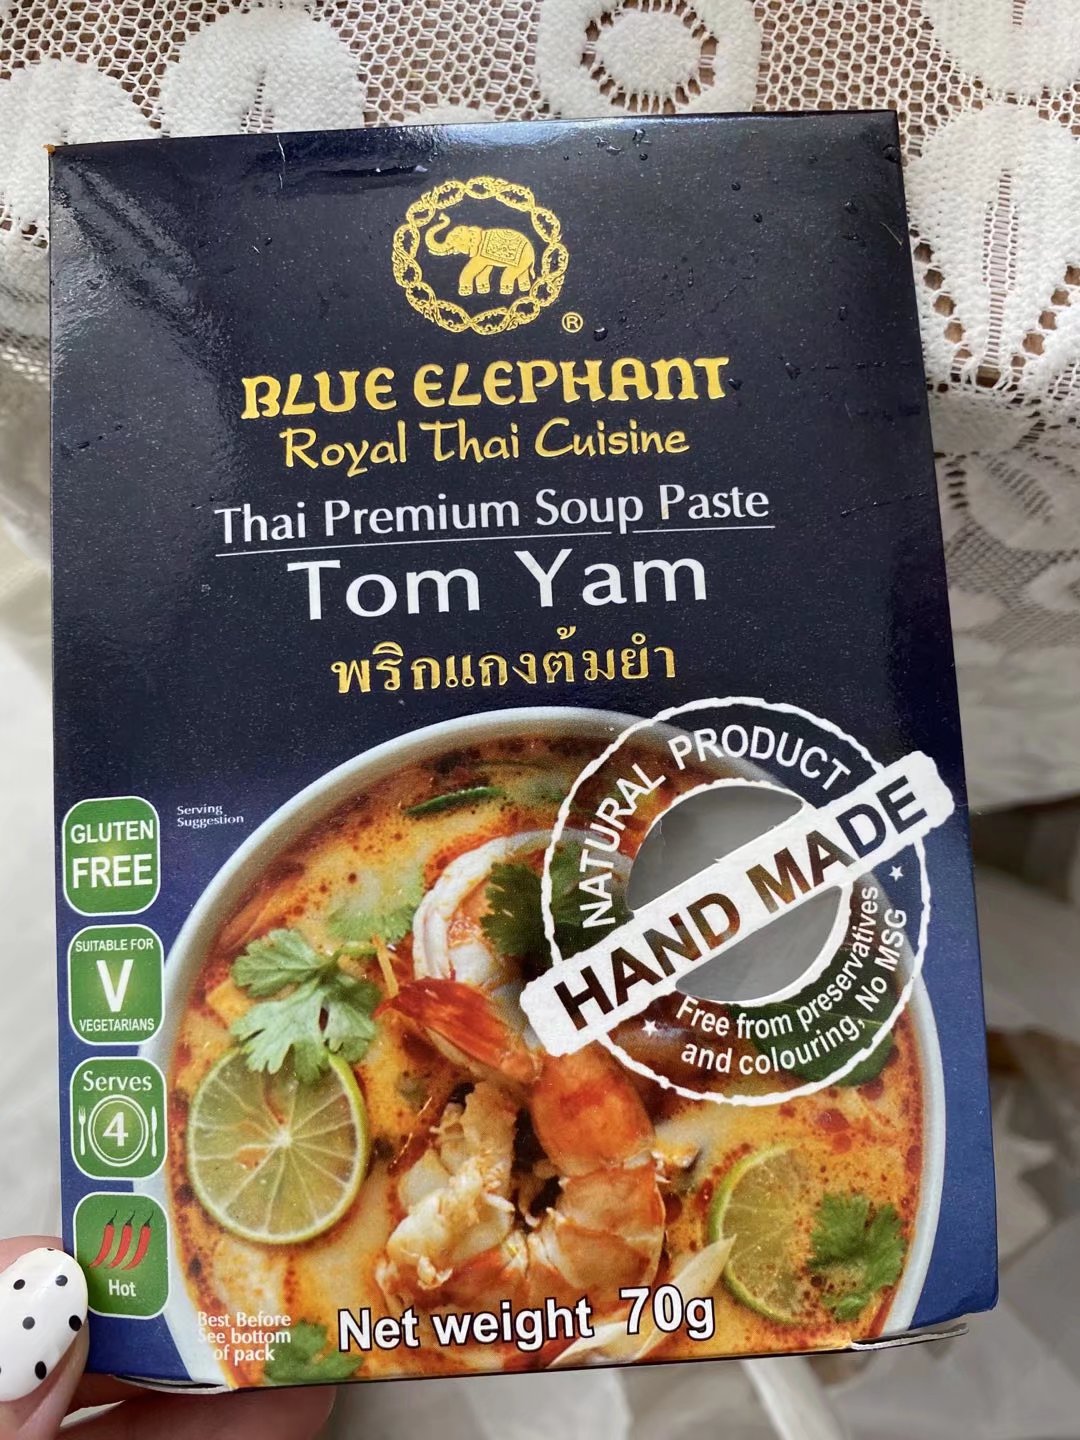 ®
BLUE ELEPHANT
Royal Thai Cuisine
Thai Premium Soup Paste
Tom Yam
พริกแกงต้มยำ
NATURAL PRODUCT
HAND MADE
Free from preservatives
and colouring, No MSG
GLUTEN
FREE
Serving
Suggestion
SUITABLE FOR
V
VEGETARIANS
Serves
4
Hot
Best Before
See bottom
of pack
Net weight 70g